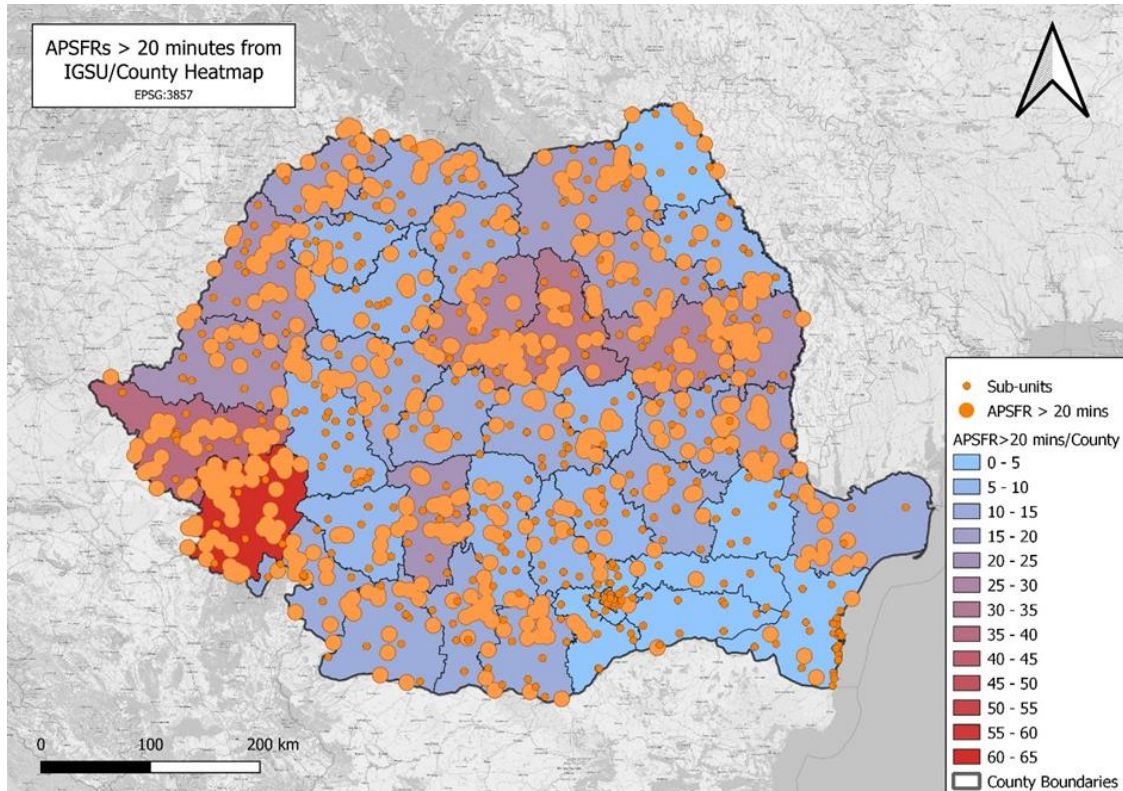 APSFRs > 20 minutes from
IGSU/County Heatmap
EPSG:3857
Sub-units
APSFR > 20 mins
APSFR>20 mins/County
0 - 5
5 - 10
10 - 15
15 - 20
20 - 25
25 - 30
30 - 35
35 - 40
40 - 45
45 - 50
50 - 55
55 - 60
60 - 65
County Boundaries
0 100 200 km